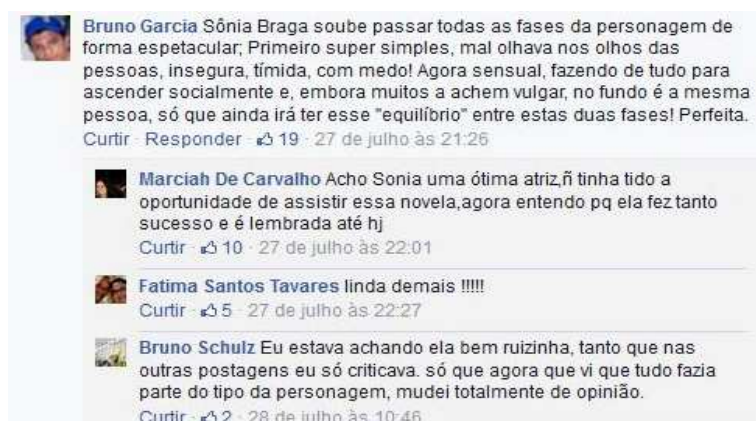 Bruno Garcia Sônia Braga soube passar todas as fases da personagem de
forma espetacular; Primeiro super simples, mal olhava nos olhos das
pessoas, insegura, tímida, com medo! Agora sensual, fazendo de tudo para
ascender socialmente e, embora muitos a achem vulgar, no fundo é a mesma
pessoa, só que ainda irá ter esse "equilíbrio" entre estas duas fases! Perfeita.
Curtir · Responder · 19 · 27 de julho às 21:26
Marciah De Carvalho Acho Sonia uma ótima atriz,ñ tinha tido a
oportunidade de assistir essa novela,agora entendo pq ela fez tanto
sucesso e é lembrada até hj
Curtir · 10 · 27 de julho às 22:01
Fatima Santos Tavares linda demais !!!!!
Curtir · 5 · 27 de julho às 22:27
Bruno Schulz Eu estava achando ela bem ruizinha, tanto que nas
outras postagens eu só criticava. só que agora que vi que tudo fazia
parte do tipo da personagem, mudei totalmente de opinião.
Curtir · 2 · 28 de julho às 10:46